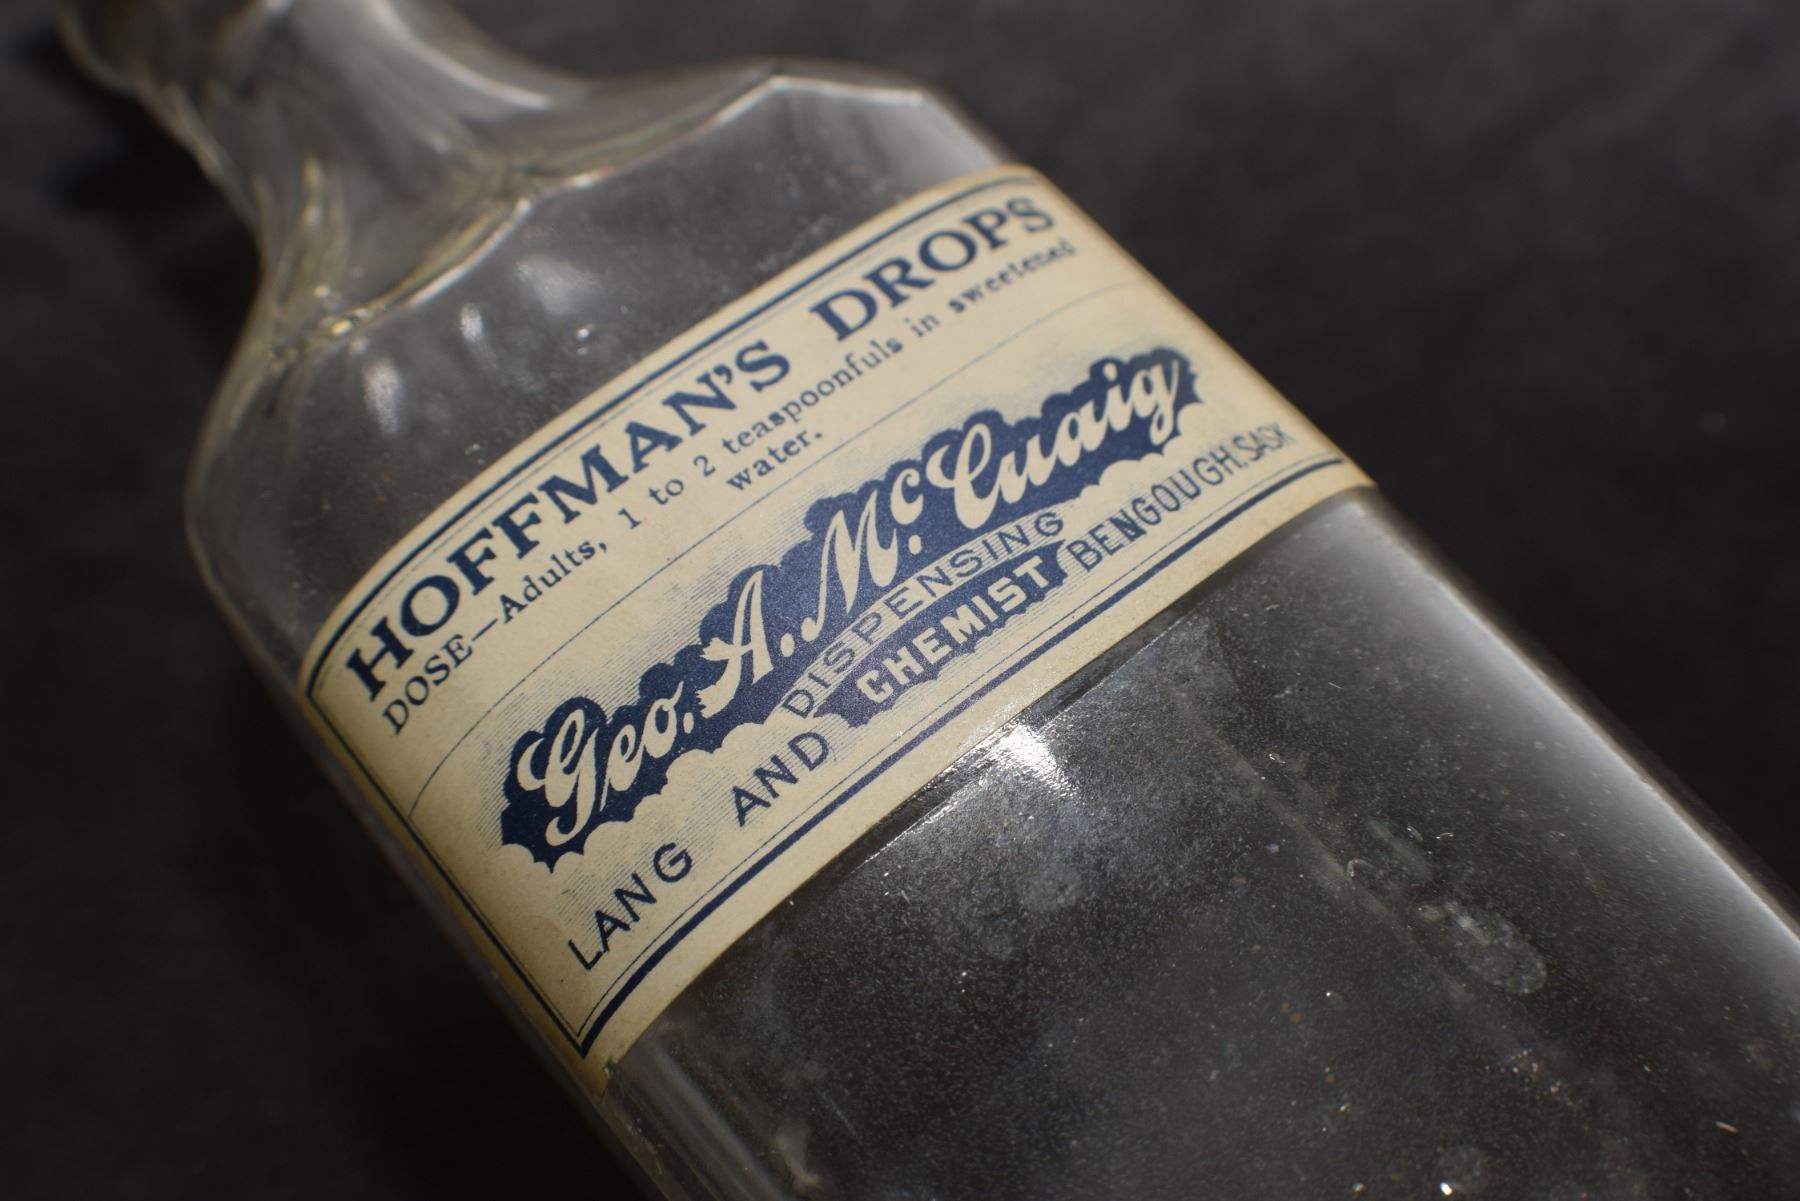 HOFFMAN'S DROPS
DOSE—Adults, 1 to 2 teaspoonfuls in sweetened
water.
Geo. A. McCuaig
DISPENSING
CHEMIST
LANG AND BENGOUGH, SASK